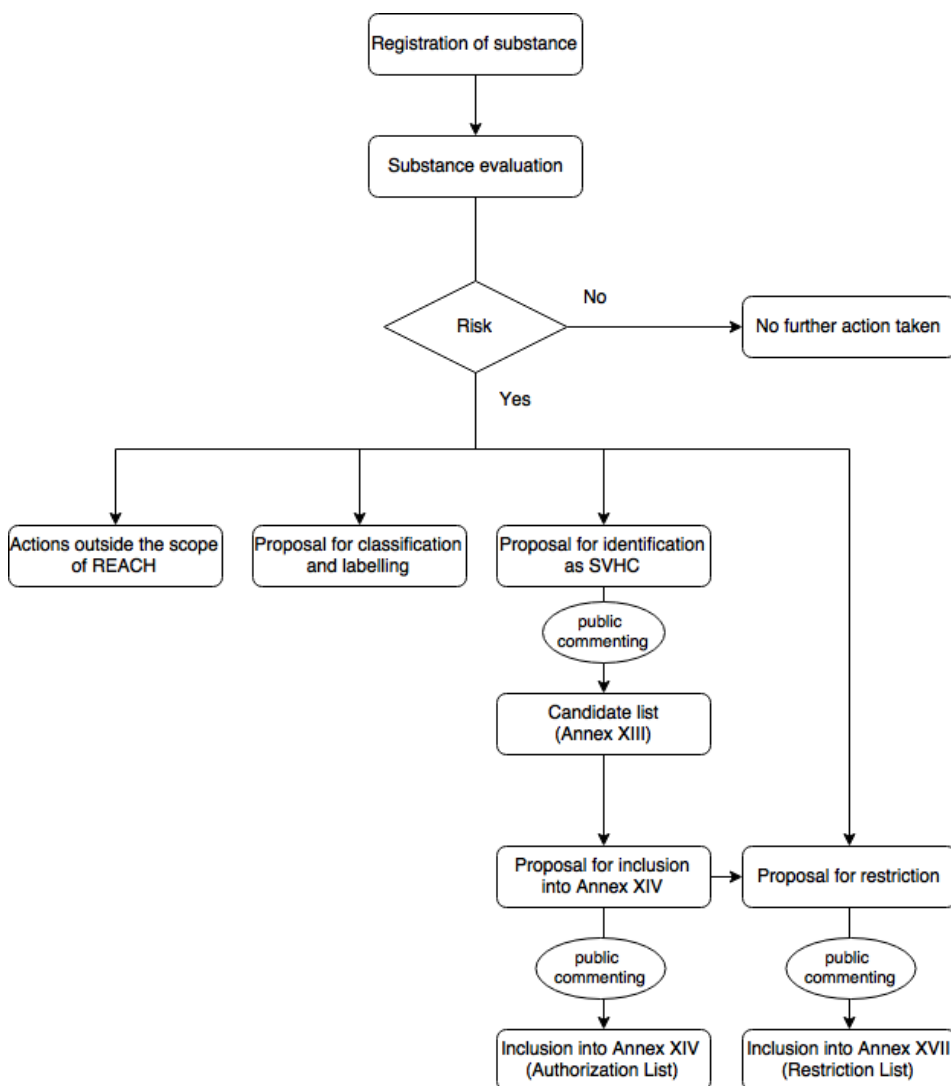 Registration of substance
Substance evaluation
Risk
No
No further action taken
Yes
Actions outside the scope
of REACH
Proposal for classification
and labelling
Proposal for identification
as SVHC
public
commenting
Candidate list
(Annex XIII)
Proposal for inclusion
into Annex XIV
Proposal for restriction
public
commenting
public
commenting
Inclusion into Annex XIV
(Authorization List)
Inclusion into Annex XVII
(Restriction List)